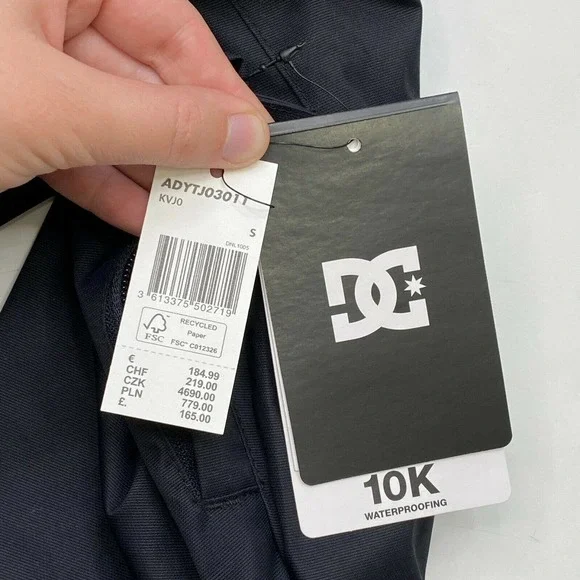 ADYTJ03011
KVJ0
S
DNL1005
3 613375 502719
FSC
RECYCLED
Paper
FSC® C012326
€ 184.99
CHF 219.00
CZK 4690.00
PLN 779.00
£. 165.00
DC
10K
WATERPROOFING